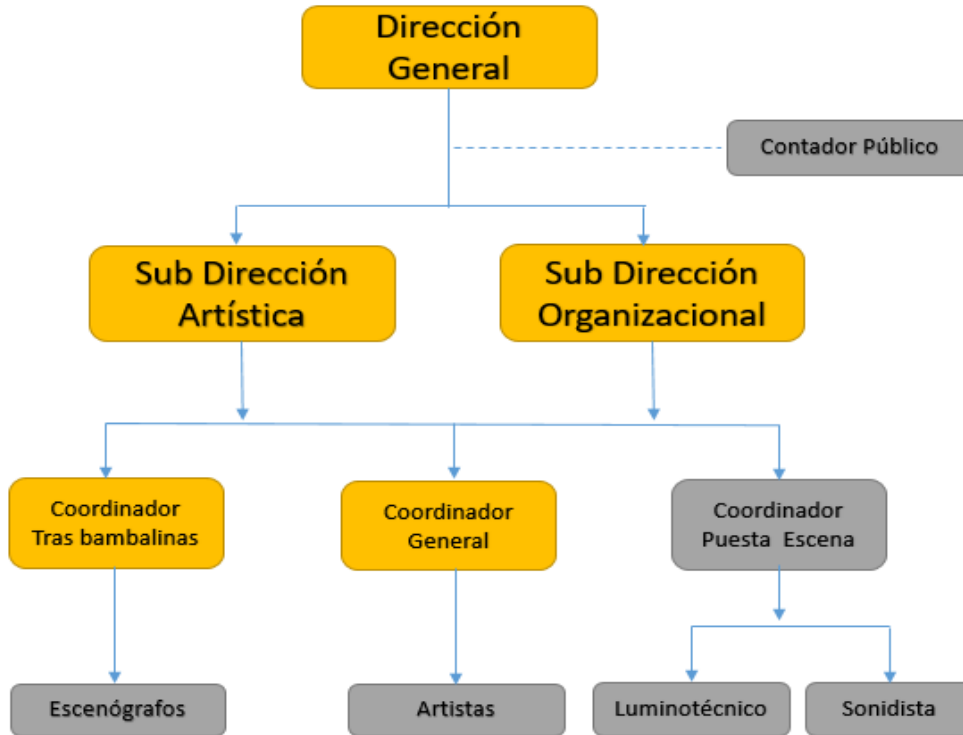 Dirección
General
Contador Público
Sub Dirección
Artística
Sub Dirección
Organizacional
Coordinador
Tras bambalinas
Coordinador
General
Coordinador
Puesta Escena
Escenógrafos
Artistas
Luminotécnico
Sonidista